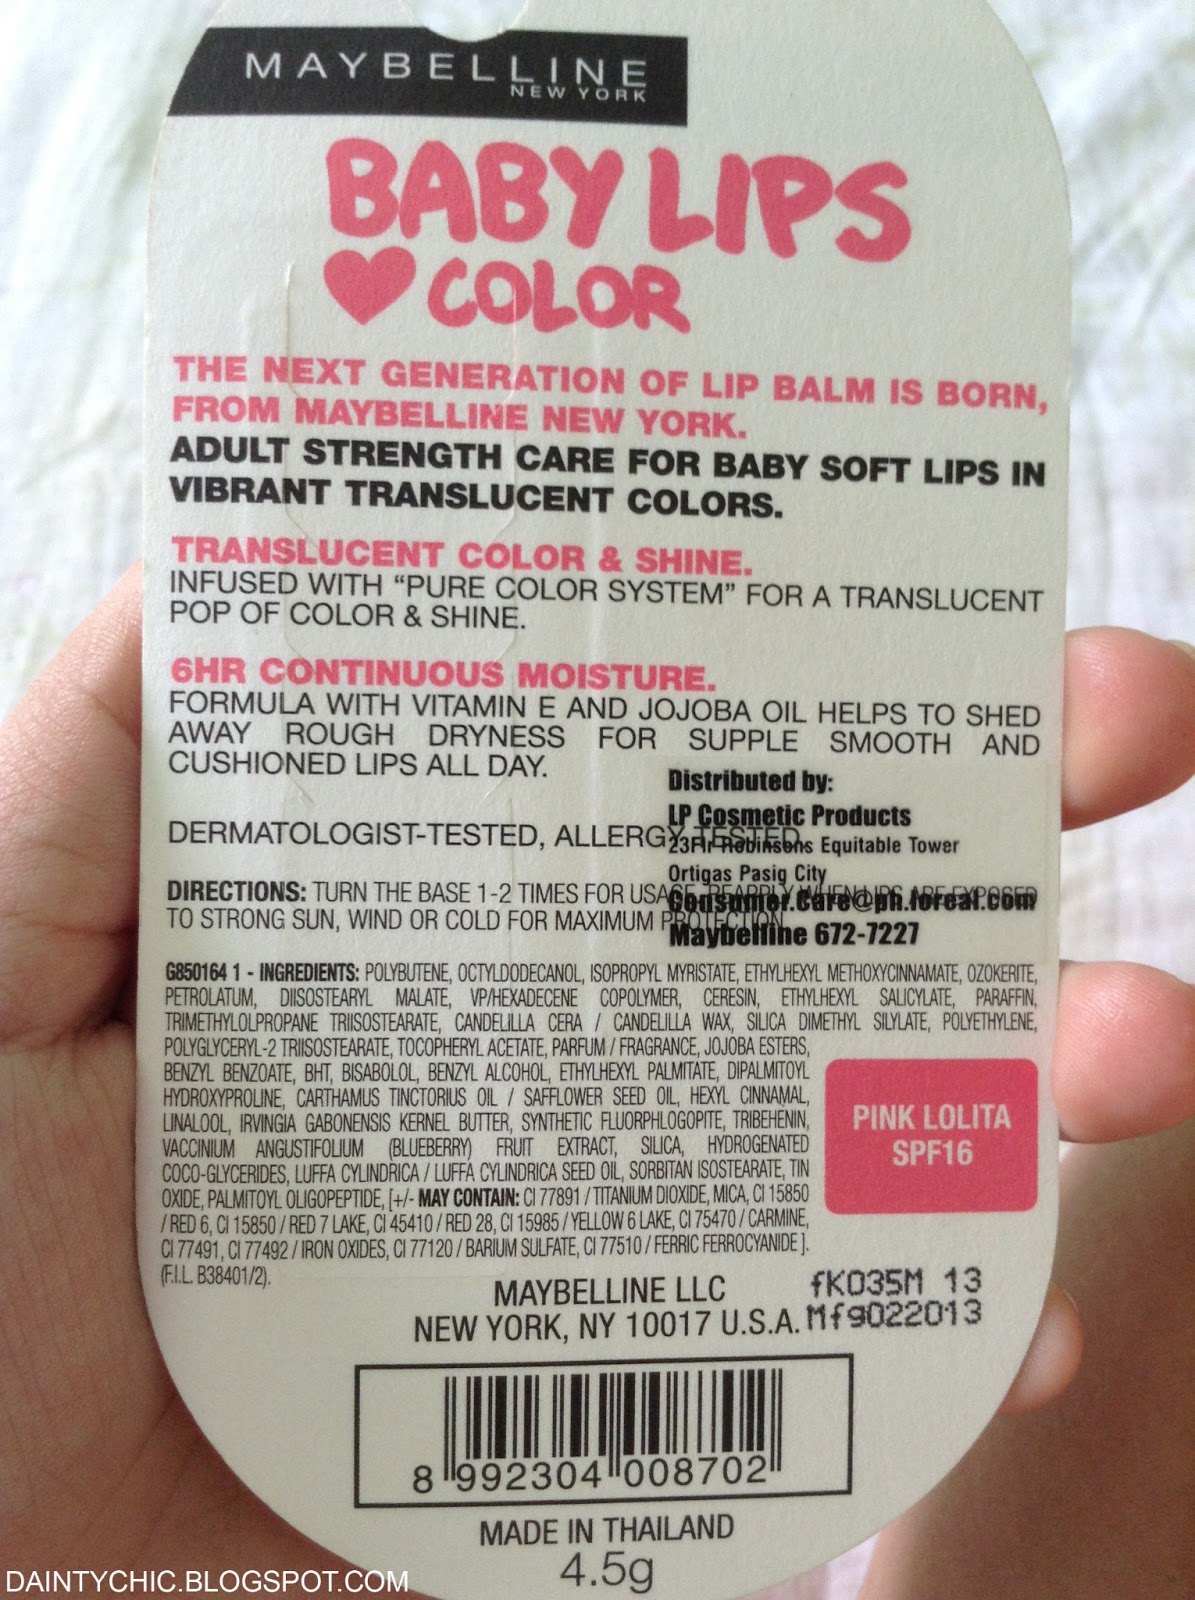 MAYBELLINE
NEW YORK
BABY LIPS
COLOR
THE NEXT GENERATION OF LIP BALM IS BORN,
FROM MAYBELLINE NEW YORK.
ADULT STRENGTH CARE FOR BABY SOFT LIPS IN
VIBRANT TRANSLUCENT COLORS.
TRANSLUCENT COLOR & SHINE.
INFUSED WITH “PURE COLOR SYSTEM” FOR A TRANSLUCENT
POP OF COLOR & SHINE.
6HR CONTINUOUS MOISTURE.
FORMULA WITH VITAMIN E AND JOJOBA OIL HELPS TO SHED
AWAY ROUGH DRYNESS FOR SUPPLE SMOOTH AND
CUSHIONED LIPS ALL DAY.
DERMATOLOGIST-TESTED, ALLERGY TESTED
DIRECTIONS: TURN THE BASE 1-2 TIMES FOR USAGE. REAPPLY WHEN LIPS ARE EXPOSED
TO STRONG SUN, WIND OR COLD FOR MAXIMUM PROTECTION
Distributed by:
LP Cosmetic Products
23Flr Robinsons Equitable Tower
Ortigas Pasig City
Consumer.Care@ph.loreal.com
Maybelline 672-7227
G850164 1 - INGREDIENTS: POLYBUTENE, OCTYLDODECANOL, ISOPROPYL MYRISTATE, ETHYLHEXYL METHOXYCINNAMATE, OZOKERITE,
PETROLATUM, DIISOSTEARYL MALATE, VP/HEXADECENE COPOLYMER, CERESIN, ETHYLHEXYL SALICYLATE, PARAFFIN,
TRIMETHYLOLPROPANE TRIISOSTEARATE, CANDELILLA CERA / CANDELILLA WAX, SILICA DIMETHYL SILYLATE, POLYETHYLENE,
POLYGLYCERYL-2 TRIISOSTEARATE, TOCOPHERYL ACETATE, PARFUM / FRAGRANCE, JOJOBA ESTERS,
BENZYL BENZOATE, BHT, BISABOLOL, BENZYL ALCOHOL, ETHYLHEXYL PALMITATE, DIPALMITOYL
HYDROXYPROLINE, CARTHAMUS TINCTORIUS OIL / SAFFLOWER SEED OIL, HEXYL CINNAMAL,
LINALOOL, IRVINGIA GABONENSIS KERNEL BUTTER, SYNTHETIC FLUORPHLOGOPITE, TRIBEHENIN,
VACCINIUM ANGUSTIFOLIUM (BLUEBERRY) FRUIT EXTRACT, SILICA, HYDROGENATED
COCO-GLYCERIDES, LUFFA CYLINDRICA / LUFFA CYLINDRICA SEED OIL, SORBITAN ISOSTEARATE, TIN
OXIDE, PALMITOYL OLIGOPEPTIDE, [+/- MAY CONTAIN: CI 77891 / TITANIUM DIOXIDE, MICA, CI 15850
/ RED 6, CI 15850 / RED 7 LAKE, CI 45410 / RED 28, CI 15985 / YELLOW 6 LAKE, CI 75470 / CARMINE,
CI 77491, CI 77492 / IRON OXIDES, CI 77120 / BARIUM SULFATE, CI 77510 / FERRIC FERROCYANIDE ].
(F.I.L. B38401/2).
PINK LOLITA
SPF16
MAYBELLINE LLC
NEW YORK, NY 10017 U.S.A.
fK035M 13
Mfg022013
8 992304 008702
MADE IN THAILAND
4.5g
DAINTYCHIC.BLOGSPOT.COM